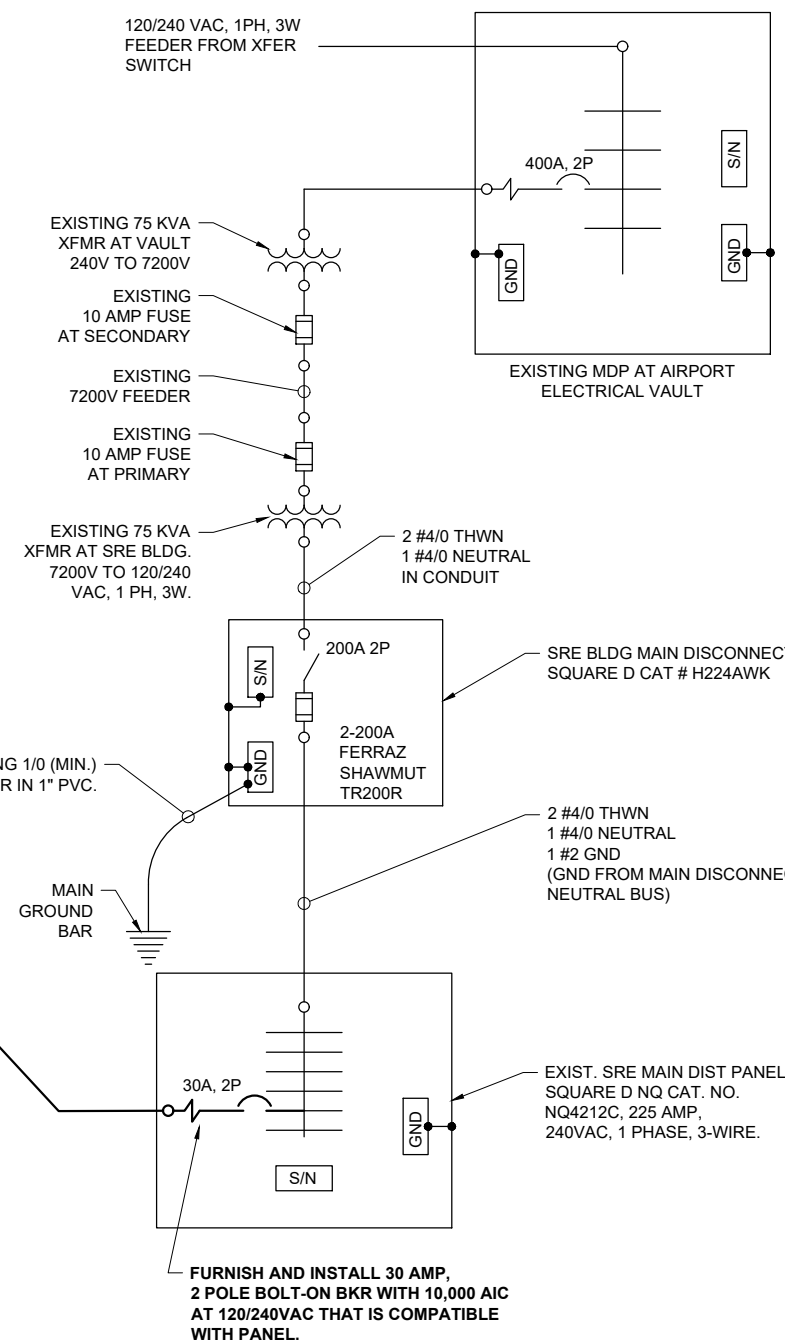 120/240 VAC, 1PH, 3W
FEEDER FROM XFER
SWITCH
400A, 2P
S/N
GND
GND
EXISTING MDP AT AIRPORT
ELECTRICAL VAULT
EXISTING 75 KVA
XFMR AT VAULT
240V TO 7200V
EXISTING
10 AMP FUSE
AT SECONDARY
EXISTING
7200V FEEDER
EXISTING
10 AMP FUSE
AT PRIMARY
EXISTING 75 KVA
XFMR AT SRE BLDG.
7200V TO 120/240
VAC, 1 PH, 3W.
2 #4/0 THWN
1 #4/0 NEUTRAL
IN CONDUIT
S/N
200A 2P
GND
2-200A
FERRAZ
SHAWMUT
TR200R
SRE BLDG MAIN DISCONNECT
SQUARE D CAT # H224AWK
NG 1/0 (MIN.)
R IN 1" PVC.
MAIN
GROUND
BAR
2 #4/0 THWN
1 #4/0 NEUTRAL
1 #2 GND
(GND FROM MAIN DISCONNEC
NEUTRAL BUS)
30A, 2P
GND
S/N
EXIST. SRE MAIN DIST PANEL
SQUARE D NQ CAT. NO.
NQ4212C, 225 AMP,
240VAC, 1 PHASE, 3-WIRE.
FURNISH AND INSTALL 30 AMP,
2 POLE BOLT-ON BKR WITH 10,000 AIC
AT 120/240VAC THAT IS COMPATIBLE
WITH PANEL.